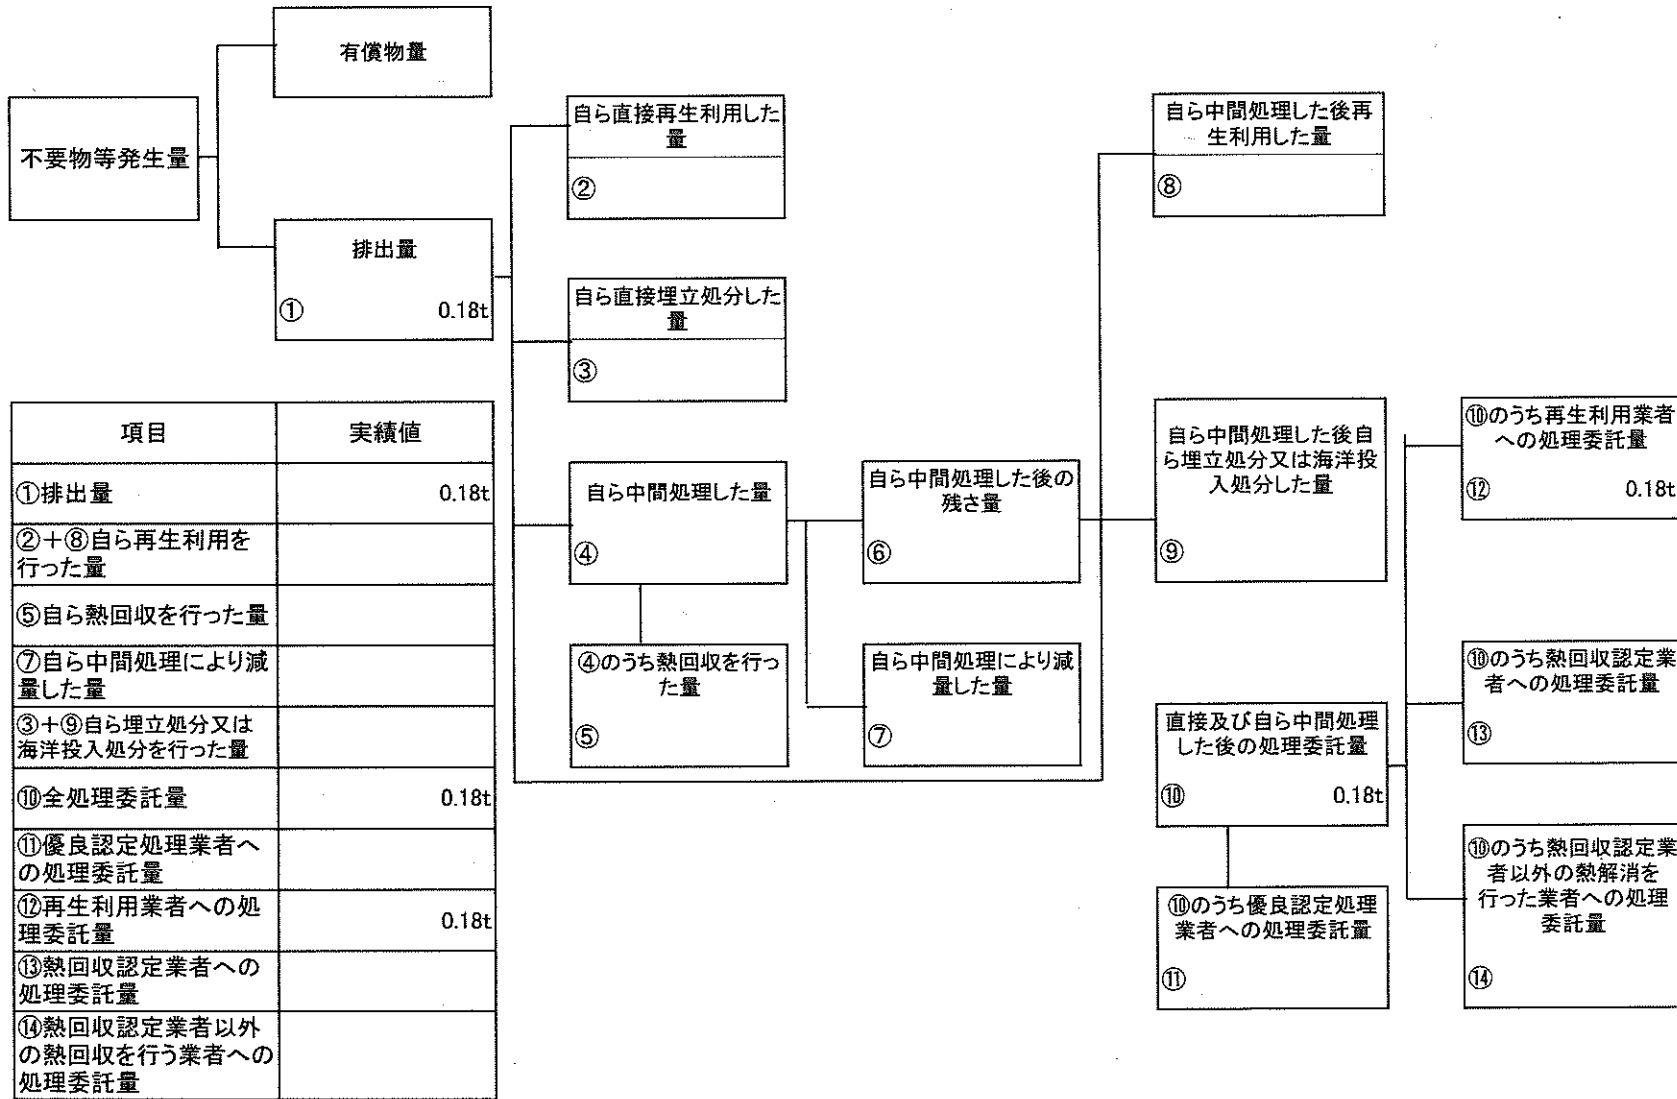 有償物量
不要物等発生量
排出量
① 0.18t
自ら直接再生利用した
量
②
自ら直接埋立処分した
量
③
自ら中間処理した量
④
④のうち熱回収を行っ
た量
⑤
自ら中間処理した後の
残さ量
⑥
自ら中間処理により減
量した量
⑦
自ら中間処理した後再
生利用した量
⑧
自ら中間処理した後自
ら埋立処分又は海洋投
入処分した量
⑨
直接及び自ら中間処理
した後の処理委託量
⑩ 0.18t
⑩のうち優良認定処理
業者への処理委託量
⑪
⑩のうち再生利用業者
への処理委託量
⑫ 0.18t
⑩のうち熱回収認定業
者への処理委託量
⑬
⑩のうち熱回収認定業
者以外の熱解消を
行った業者への処理
委託量
⑭
項目 実績値
①排出量 0.18t
②+⑧自ら再生利用を
行った量
⑤自ら熱回収を行った量
⑦自ら中間処理により減
量した量
③+⑨自ら埋立処分又は
海洋投入処分を行った量
⑩全処理委託量 0.18t
⑪優良認定処理業者へ
の処理委託量
⑫再生利用業者への処
理委託量 0.18t
⑬熱回収認定業者への
処理委託量
⑭熱回収認定業者以外
の熱回収を行う業者への
処理委託量